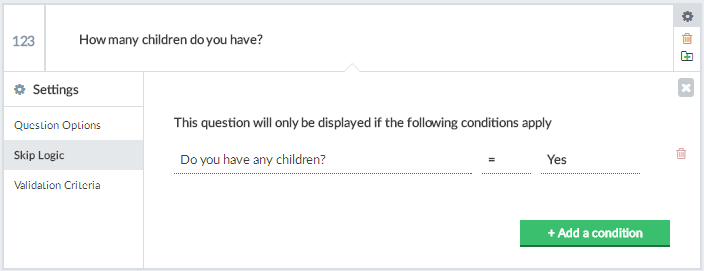 123 How many children do you have?
Settings
Question Options
Skip Logic
Validation Criteria
This question will only be displayed if the following conditions apply
Do you have any children? = Yes
+ Add a condition